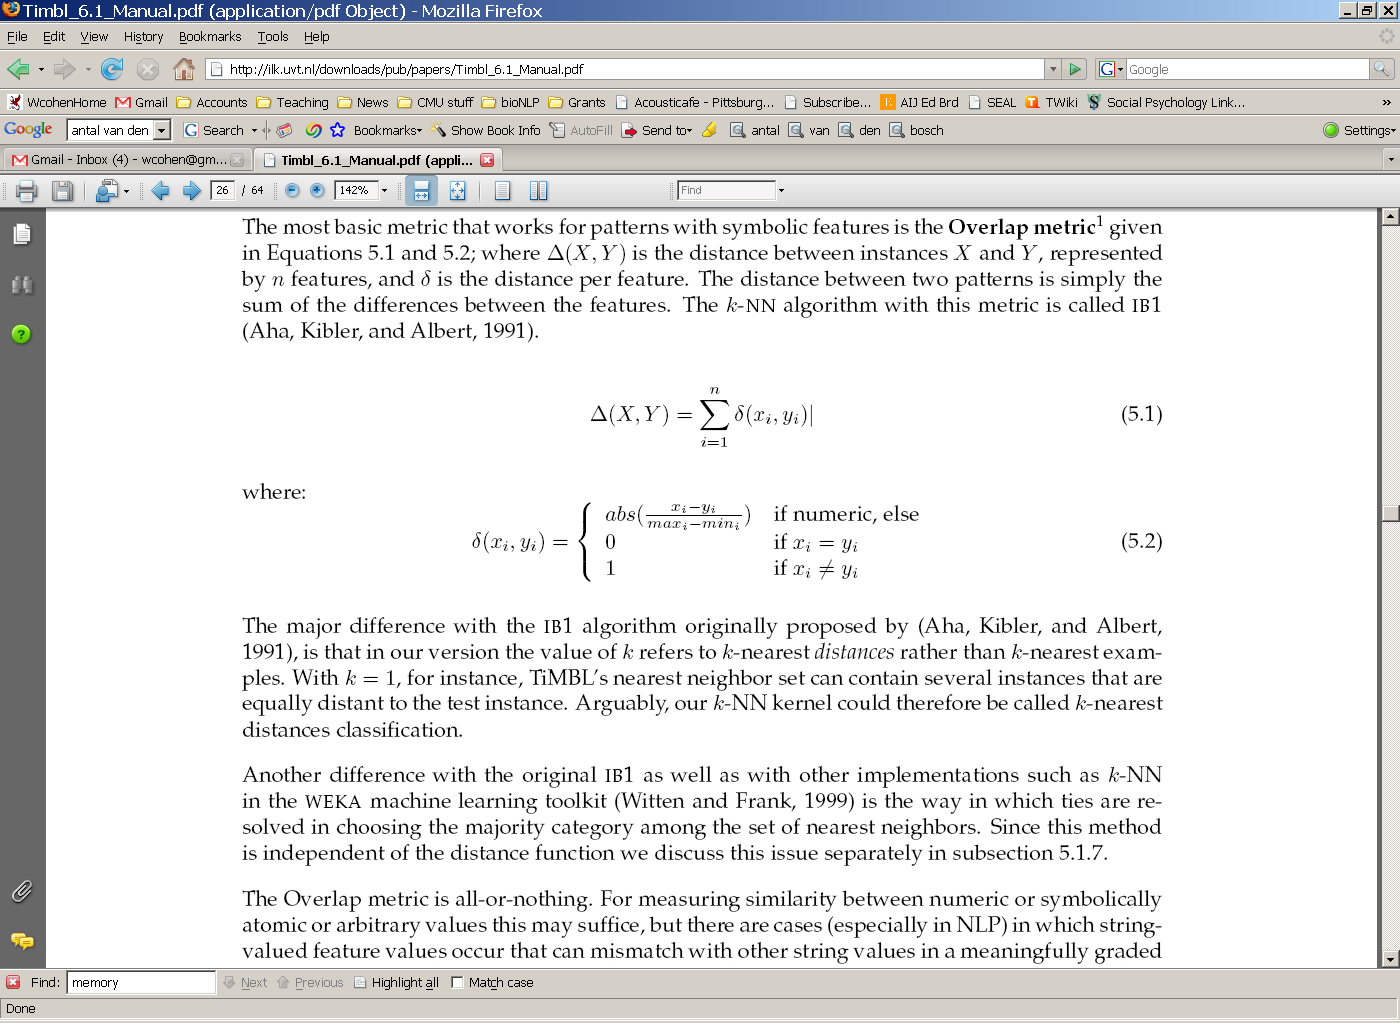 Timbl_6.1_Manual.pdf (application/pdf Object) - Mozilla Firefox
File Edit View History Bookmarks Tools Help
http://ilk.uvt.nl/downloads/pub/papers/Timbl_6.1_Manual.pdf G Google
WcohenHome Gmail Accounts Teaching News CMU stuff bioNLP Grants Acousticafe - Pittsburg... Subscribe... AIJ Ed Brd SEAL TWiki Social Psychology Link... »
Google antal van den G Search Bookmarks Show Book Info AutoFill Send to antal van den bosch Settings
Gmail - Inbox (4) - wcohen@gm... Timbl_6.1_Manual.pdf (appli...
26 / 64 142% Find
The most basic metric that works for patterns with symbolic features is the Overlap metric¹ given
in Equations 5.1 and 5.2; where Δ(X, Y) is the distance between instances X and Y, represented
by n features, and δ is the distance per feature. The distance between two patterns is simply the
sum of the differences between the features. The k-NN algorithm with this metric is called IB1
(Aha, Kibler, and Albert, 1991).
Δ(X, Y) = ∑ᵢ₌₁ⁿ δ(xᵢ, yᵢ)| (5.1)
where:
δ(xᵢ, yᵢ) = { abs((xᵢ−yᵢ)/(maxᵢ−minᵢ)) if numeric, else
0 if xᵢ = yᵢ (5.2)
1 if xᵢ ≠ yᵢ
The major difference with the IB1 algorithm originally proposed by (Aha, Kibler, and Albert,
1991), is that in our version the value of k refers to k-nearest distances rather than k-nearest exam-
ples. With k = 1, for instance, TiMBL's nearest neighbor set can contain several instances that are
equally distant to the test instance. Arguably, our k-NN kernel could therefore be called k-nearest
distances classification.
Another difference with the original IB1 as well as with other implementations such as k-NN
in the WEKA machine learning toolkit (Witten and Frank, 1999) is the way in which ties are re-
solved in choosing the majority category among the set of nearest neighbors. Since this method
is independent of the distance function we discuss this issue separately in subsection 5.1.7.
The Overlap metric is all-or-nothing. For measuring similarity between numeric or symbolically
atomic or arbitrary values this may suffice, but there are cases (especially in NLP) in which string-
valued feature values occur that can mismatch with other string values in a meaningfully graded
Find: memory Next Previous Highlight all Match case
Done